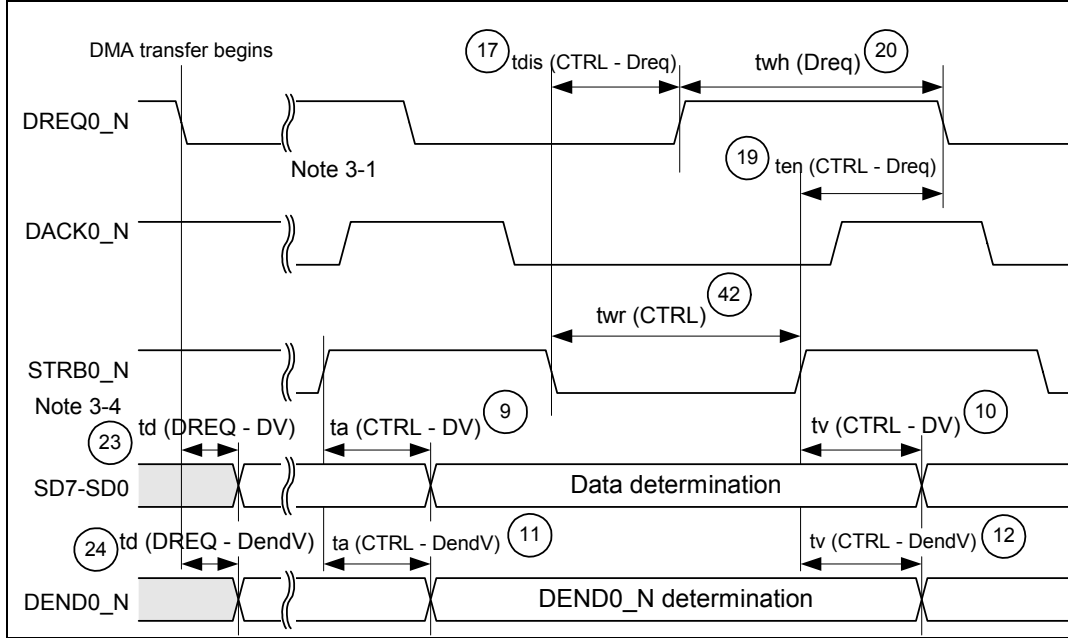 DMA transfer begins
17 tdis (CTRL - Dreq)
twh (Dreq) 20
DREQ0_N
Note 3-1
19 ten (CTRL - Dreq)
DACK0_N
twr (CTRL) 42
STRB0_N
Note 3-4
23 td (DREQ - DV)
ta (CTRL - DV) 9
tv (CTRL - DV) 10
SD7-SD0
Data determination
24 td (DREQ - DendV)
ta (CTRL - DendV) 11
tv (CTRL - DendV) 12
DEND0_N
DEND0_N determination